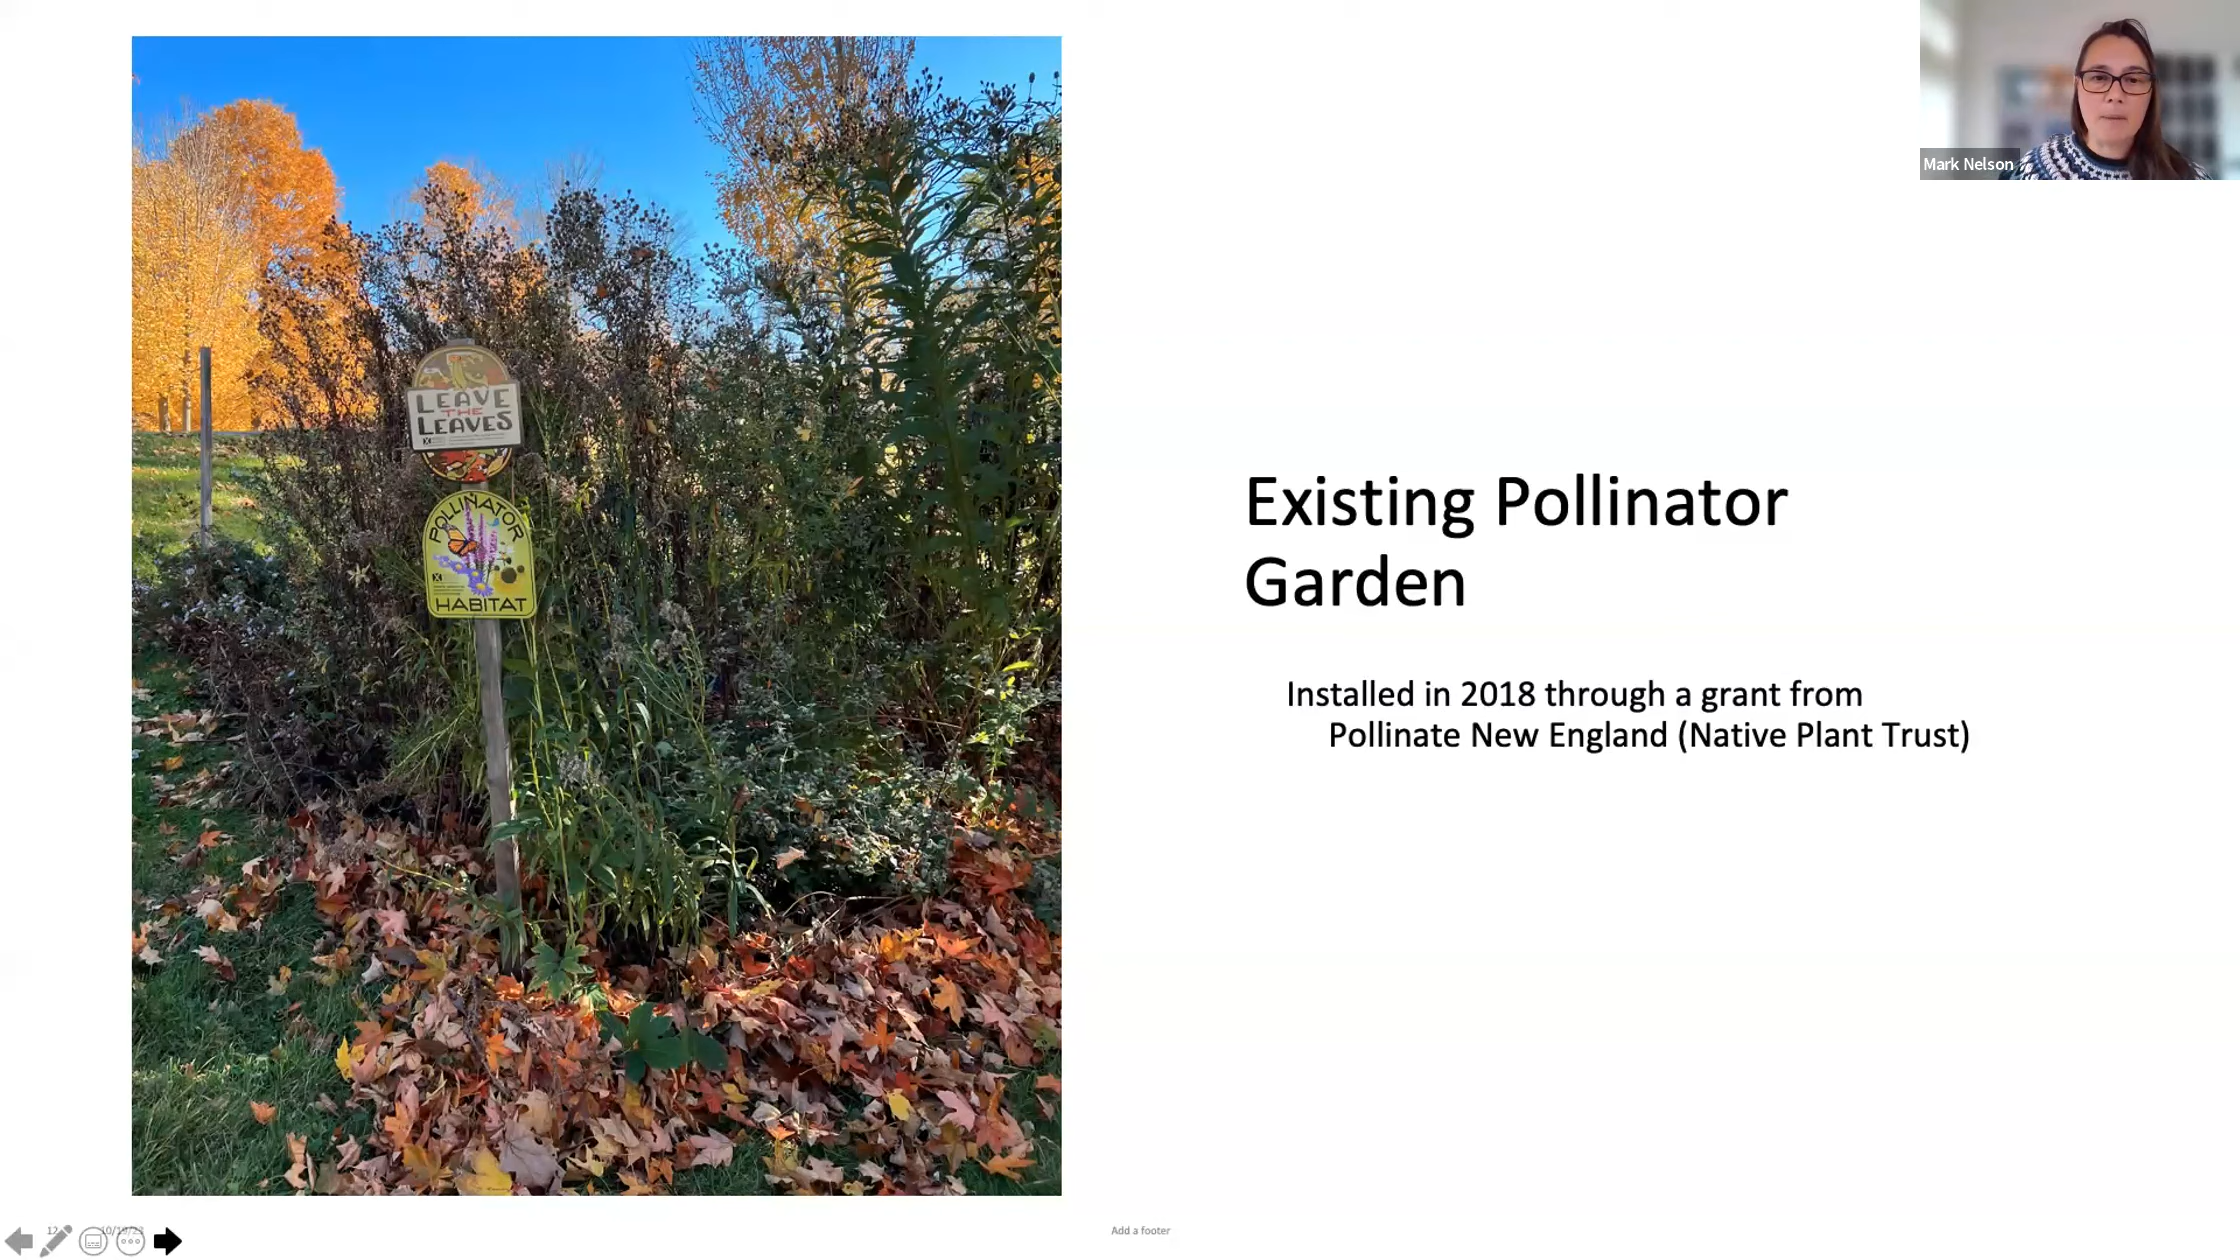 Mark Nelson
LEAVE
THE
LEAVES
POLLINATOR
HABITAT
Existing Pollinator
Garden
Installed in 2018 through a grant from
Pollinate New England (Native Plant Trust)
12
Add a footer